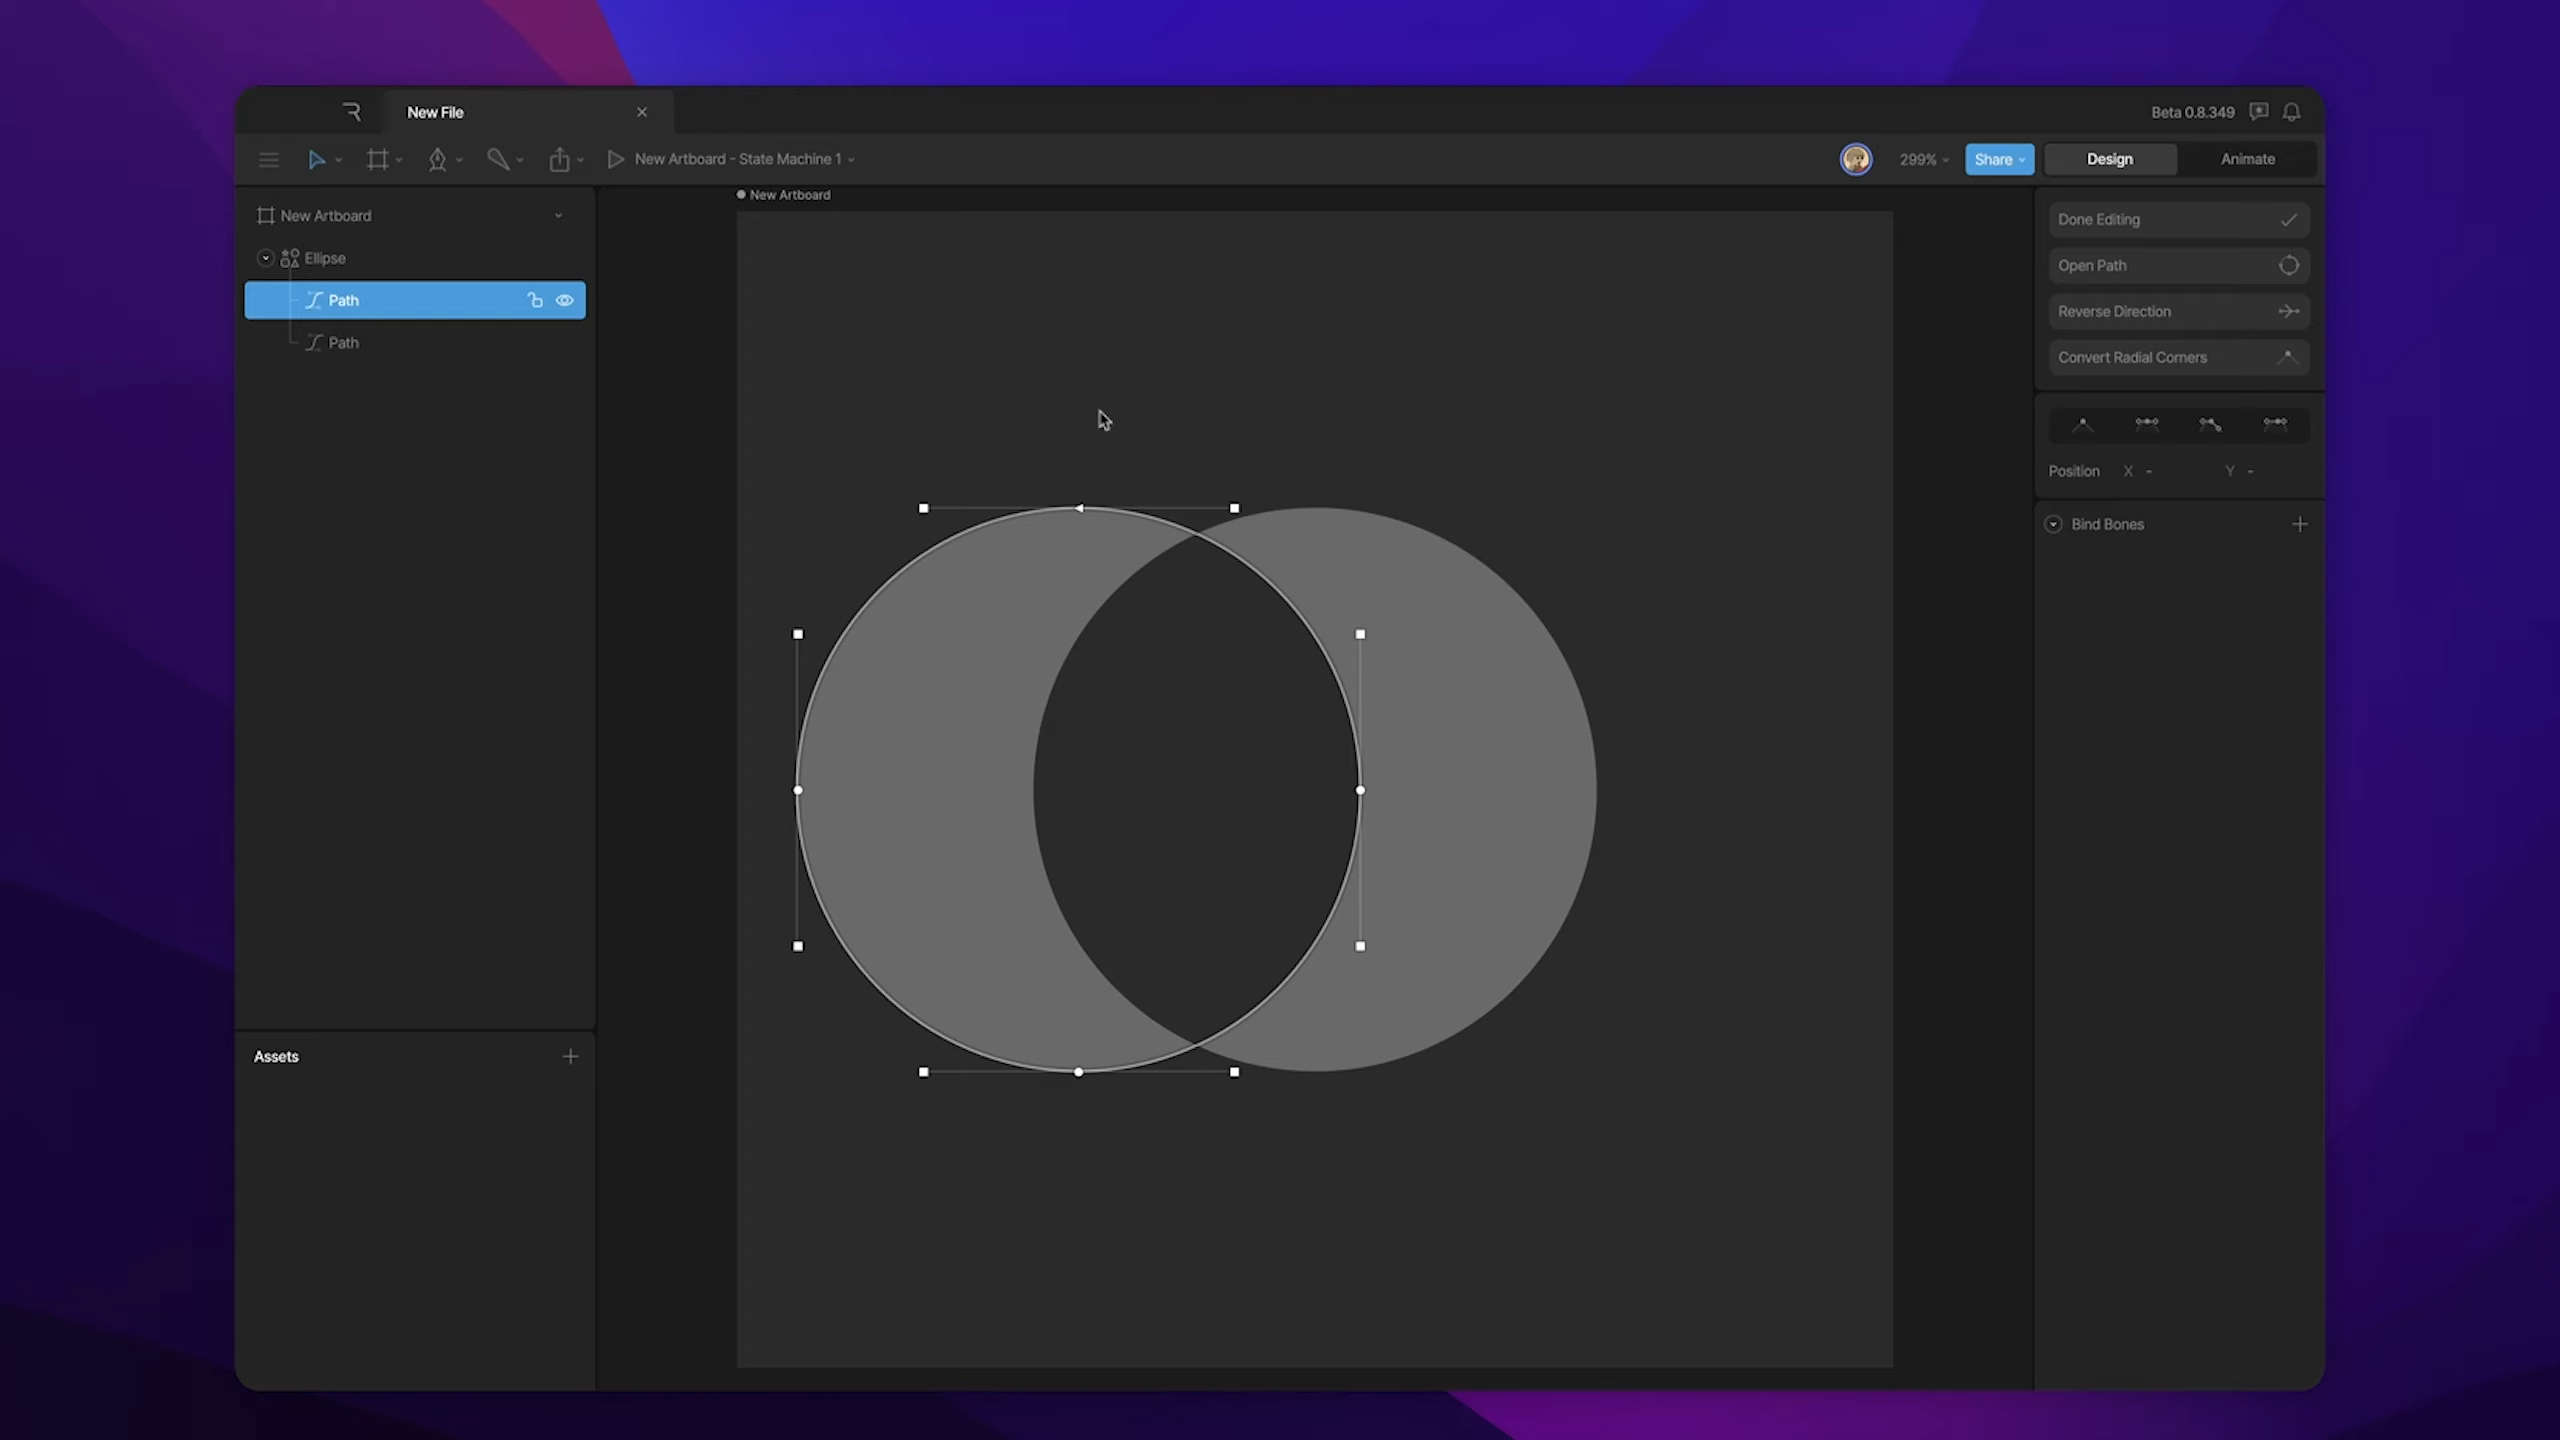 New File
Beta 0.8.349
New Artboard - State Machine 1
299%
Share
Design
Animate
New Artboard
New Artboard
Ellipse
Path
Path
Done Editing
Open Path
Reverse Direction
Convert Radial Corners
Position X - Y -
Bind Bones
Assets